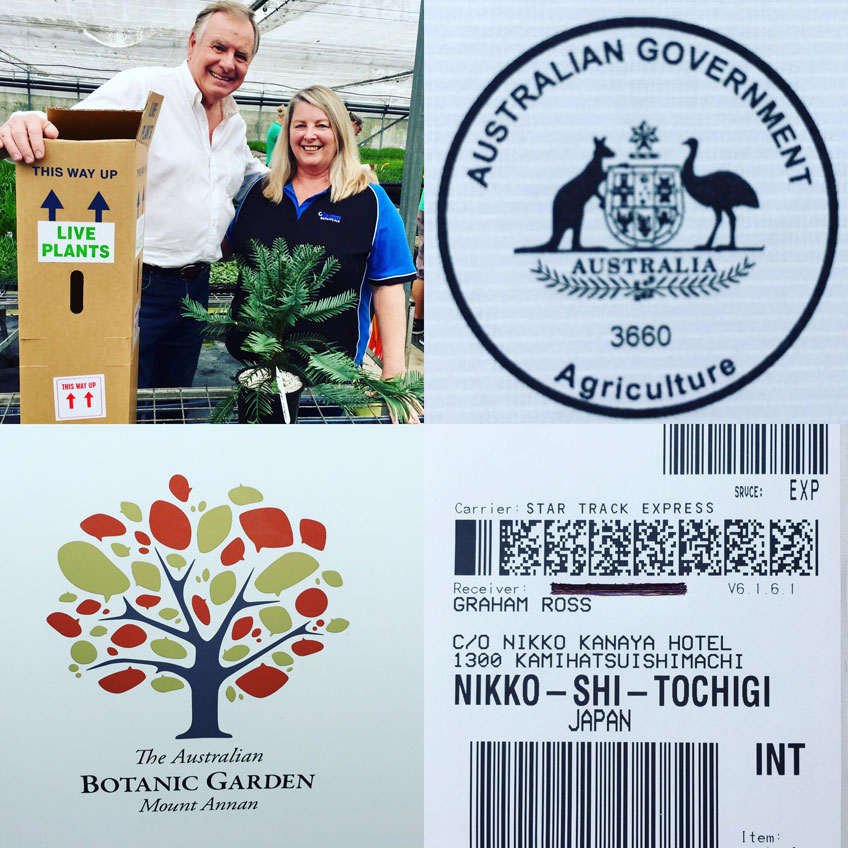 THIS WAY UP
LIVE
PLANTS
THIS WAY UP
AUSTRALIAN GOVERNMENT
AUSTRALIA
3660
Agriculture
The Australian
BOTANIC GARDEN
Mount Annan
SRVCE: EXP
Carrier: STAR TRACK EXPRESS
Receiver:
V6.1.6.1
GRAHAM ROSS
C/O NIKKO KANAYA HOTEL
1300 KAMIHATSUISHIMACHI
NIKKO-SHI-TOCHIGI
JAPAN
INT
Item: